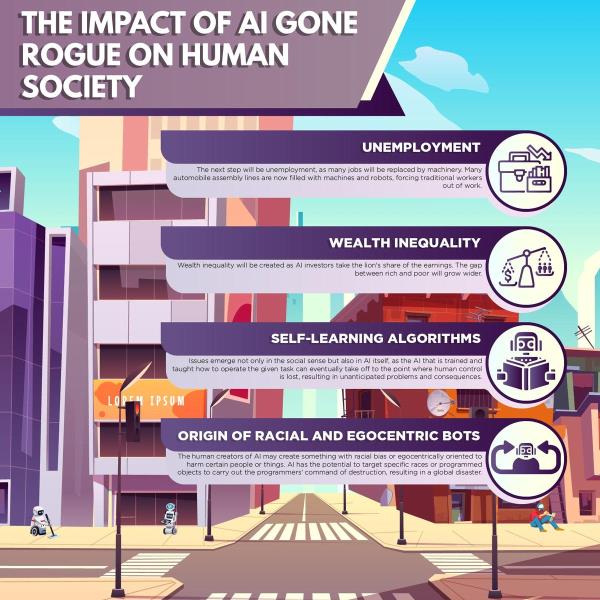 THE IMPACT OF AI GONE
ROGUE ON HUMAN
SOCIETY
UNEMPLOYMENT
The next step will be unemployment, as many jobs will be replaced by machinery. Many
automobile assembly lines are now filled with machines and robots, forcing traditional workers
out of work.
WEALTH INEQUALITY
Wealth inequality will be created as AI investors take the lion's share of the earnings. The gap
between rich and poor will grow wider.
$
SELF-LEARNING ALGORITHMS
Issues emerge not only in the social sense but also in AI itself, as the AI that is trained and
taught how to operate the given task can eventually take off to the point where human control
is lost, resulting in unanticipated problems and consequences.
LOREM IPSUM
ORIGIN OF RACIAL AND EGOCENTRIC BOTS
The human creators of AI may create something with racial bias or egocentrically oriented to
harm certain people or things. AI has the potential to target specific races or programmed
objects to carry out the programmers' command of destruction, resulting in a global disaster